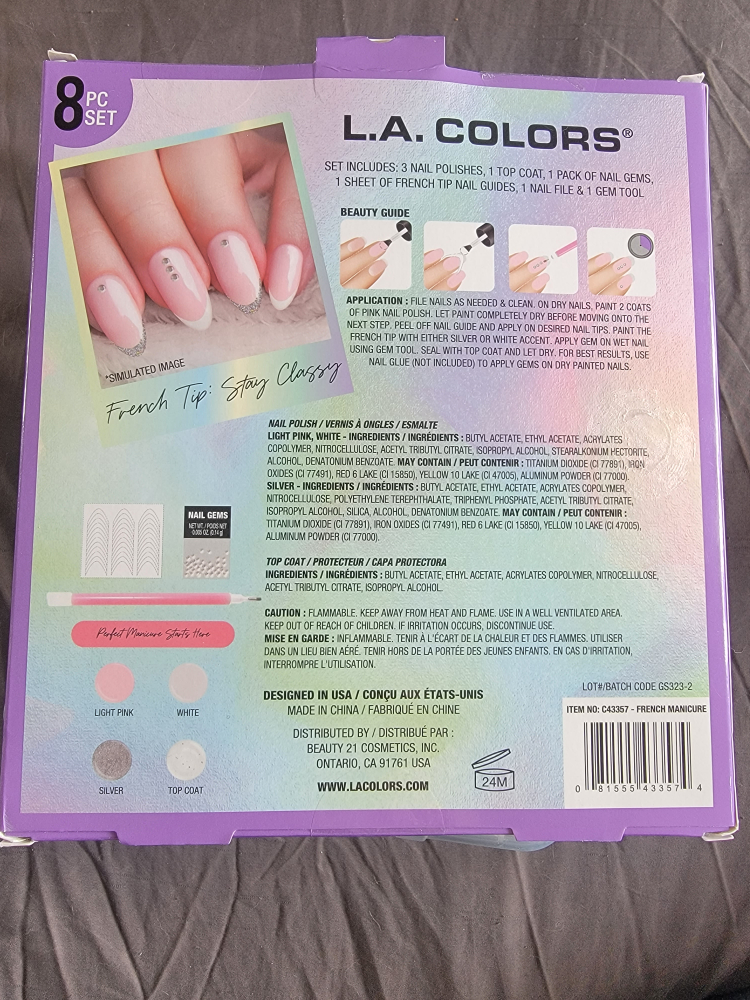 8 PC
SET
L.A. COLORS®
SET INCLUDES: 3 NAIL POLISHES, 1 TOP COAT, 1 PACK OF NAIL GEMS,
1 SHEET OF FRENCH TIP NAIL GUIDES, 1 NAIL FILE & 1 GEM TOOL
BEAUTY GUIDE
APPLICATION : FILE NAILS AS NEEDED & CLEAN. ON DRY NAILS, PAINT 2 COATS
OF PINK NAIL POLISH. LET PAINT COMPLETELY DRY BEFORE MOVING ONTO THE
NEXT STEP. PEEL OFF NAIL GUIDE AND APPLY ON DESIRED NAIL TIPS. PAINT THE
FRENCH TIP WITH EITHER SILVER OR WHITE ACCENT. APPLY GEM ON WET NAIL
USING GEM TOOL. SEAL WITH TOP COAT AND LET DRY. FOR BEST RESULTS, USE
NAIL GLUE (NOT INCLUDED) TO APPLY GEMS ON DRY PAINTED NAILS.
*SIMULATED IMAGE
French Tip: Stay Classy
NAIL POLISH / VERNIS À ONGLES / ESMALTE
LIGHT PINK, WHITE - INGREDIENTS / INGRÉDIENTS : BUTYL ACETATE, ETHYL ACETATE, ACRYLATES
COPOLYMER, NITROCELLULOSE, ACETYL TRIBUTYL CITRATE, ISOPROPYL ALCOHOL, STEARALKONIUM HECTORITE,
ALCOHOL, DENATONIUM BENZOATE. MAY CONTAIN / PEUT CONTENIR : TITANIUM DIOXIDE (CI 77891), IRON
OXIDES (CI 77491), RED 6 LAKE (CI 15850), YELLOW 10 LAKE (CI 47005), ALUMINUM POWDER (CI 77000).
SILVER - INGREDIENTS / INGRÉDIENTS : BUTYL ACETATE, ETHYL ACETATE, ACRYLATES COPOLYMER,
NITROCELLULOSE, POLYETHYLENE TEREPHTHALATE, TRIPHENYL PHOSPHATE, ACETYL TRIBUTYL CITRATE,
ISOPROPYL ALCOHOL, SILICA, ALCOHOL, DENATONIUM BENZOATE. MAY CONTAIN / PEUT CONTENIR :
TITANIUM DIOXIDE (CI 77891), IRON OXIDES (CI 77491), RED 6 LAKE (CI 15850), YELLOW 10 LAKE (CI 47005),
ALUMINUM POWDER (CI 77000).
NAIL GEMS
NET WT. / POIDS NET
0.005 OZ. (0.14 g)
TOP COAT / PROTECTEUR / CAPA PROTECTORA
INGREDIENTS / INGRÉDIENTS : BUTYL ACETATE, ETHYL ACETATE, ACRYLATES COPOLYMER, NITROCELLULOSE,
ACETYL TRIBUTYL CITRATE, ISOPROPYL ALCOHOL.
CAUTION : FLAMMABLE. KEEP AWAY FROM HEAT AND FLAME. USE IN A WELL VENTILATED AREA.
KEEP OUT OF REACH OF CHILDREN. IF IRRITATION OCCURS, DISCONTINUE USE.
MISE EN GARDE : INFLAMMABLE. TENIR À L'ÉCART DE LA CHALEUR ET DES FLAMMES. UTILISER
DANS UN LIEU BIEN AÉRÉ. TENIR HORS DE LA PORTÉE DES JEUNES ENFANTS. EN CAS D'IRRITATION,
INTERROMPRE L'UTILISATION.
Perfect Manicure Starts Here
LIGHT PINK
WHITE
SILVER
TOP COAT
DESIGNED IN USA / CONÇU AUX ÉTATS-UNIS
MADE IN CHINA / FABRIQUÉ EN CHINE
DISTRIBUTED BY / DISTRIBUÉ PAR :
BEAUTY 21 COSMETICS, INC.
ONTARIO, CA 91761 USA
WWW.LACOLORS.COM
24M
LOT#/BATCH CODE GS323-2
ITEM NO: C43357 - FRENCH MANICURE
0 81555 43357 4